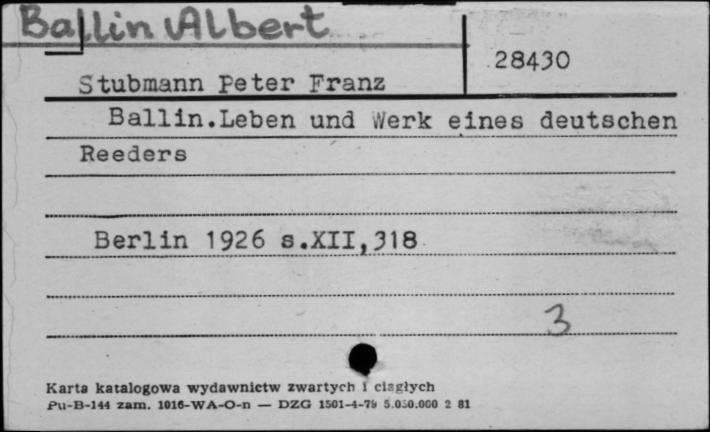 Ballin Albert
28430
Stubmann Peter Franz
Ballin.Leben und Werk eines deutschen
Reeders
Berlin 1926 s.XII,318
3
Karta katalogowa wydawnictw zwartych i ciągłych
Pu-B-144 zam. 1016-WA-O-n — DZG 1501-4-79 5.050.000 2 81